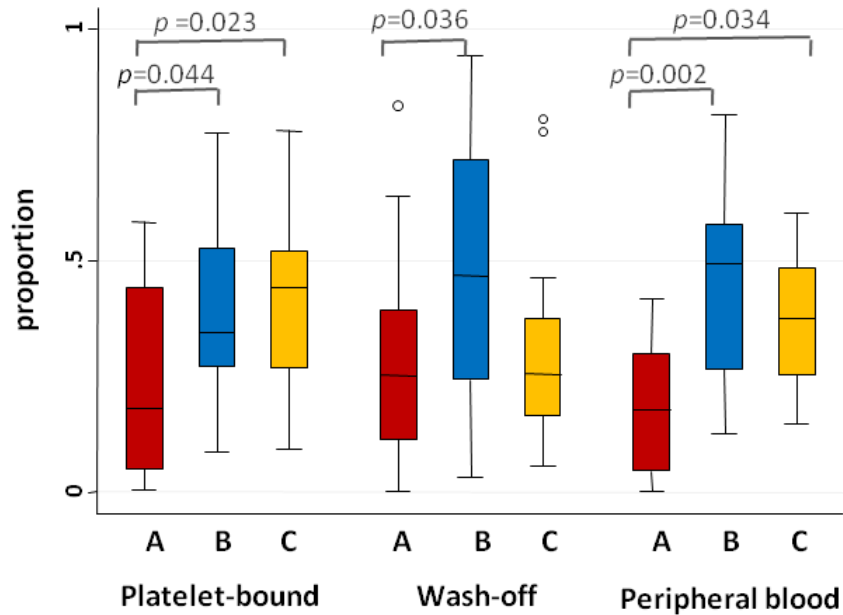 1
p =0.023
p=0.044
p=0.036
p=0.034
p=0.002
proportion
.5
0
A B C A B C A B C
Platelet-bound Wash-off Peripheral blood